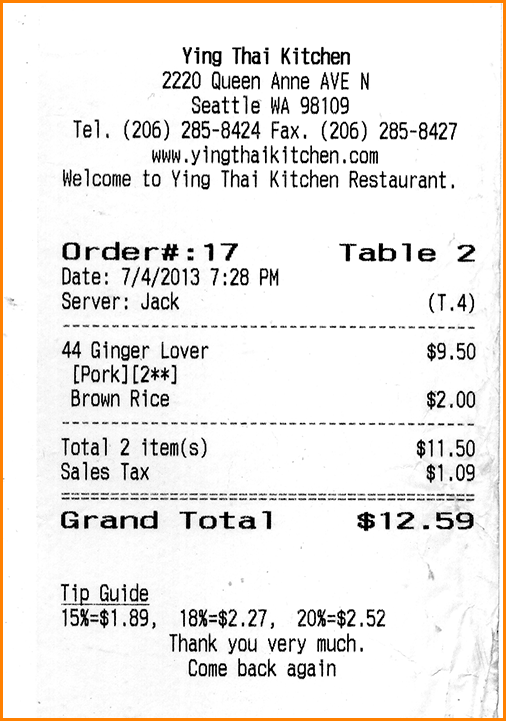 Ying Thai Kitchen
2220 Queen Anne AVE N
Seattle WA 98109
Tel. (206) 285-8424 Fax. (206) 285-8427
www.yingthaikitchen.com
Welcome to Ying Thai Kitchen Restaurant.
Order#:17 Table 2
Date: 7/4/2013 7:28 PM
Server: Jack (T.4)
44 Ginger Lover $9.50
[Pork][2**]
Brown Rice $2.00
Total 2 item(s) $11.50
Sales Tax $1.09
Grand Total $12.59
Tip Guide
15%=$1.89, 18%=$2.27, 20%=$2.52
Thank you very much.
Come back again